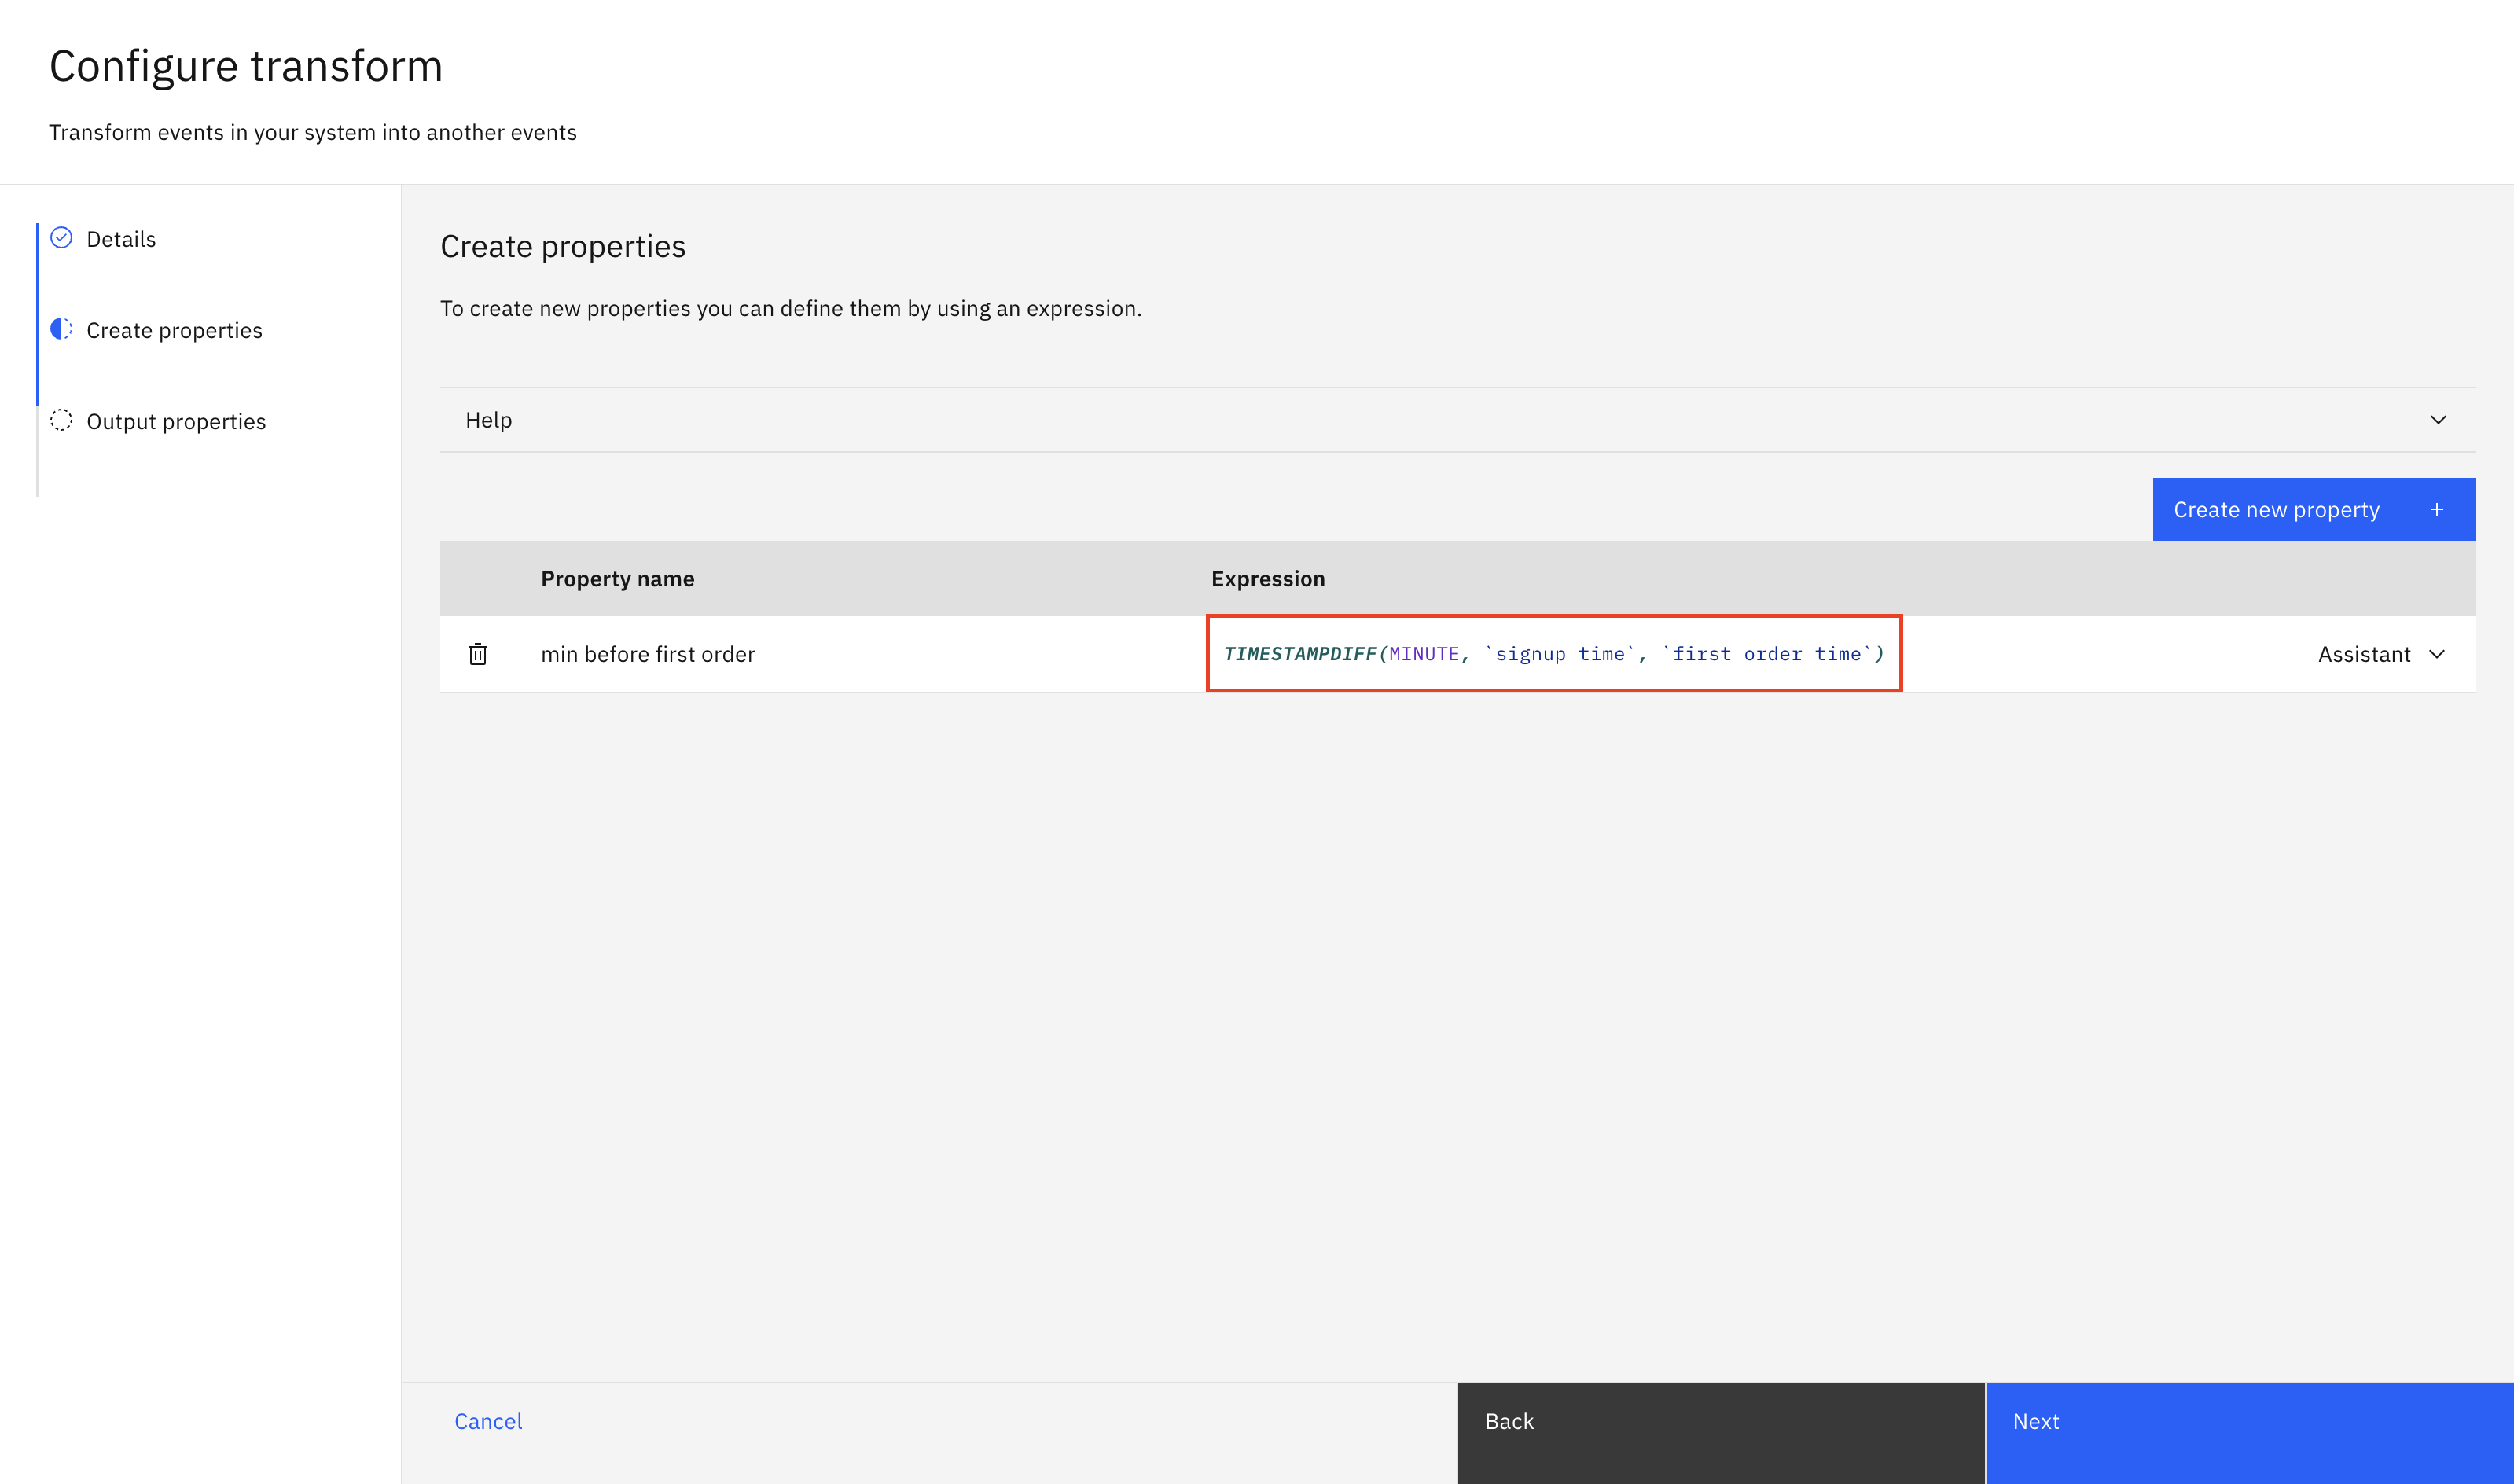 Configure transform
Transform events in your system into another events
Details
Create properties
Output properties
Create properties
To create new properties you can define them by using an expression.
Help
Create new property +
Property name Expression
min before first order TIMESTAMPDIFF(MINUTE, `signup time`, `first order time`) Assistant
Cancel Back Next